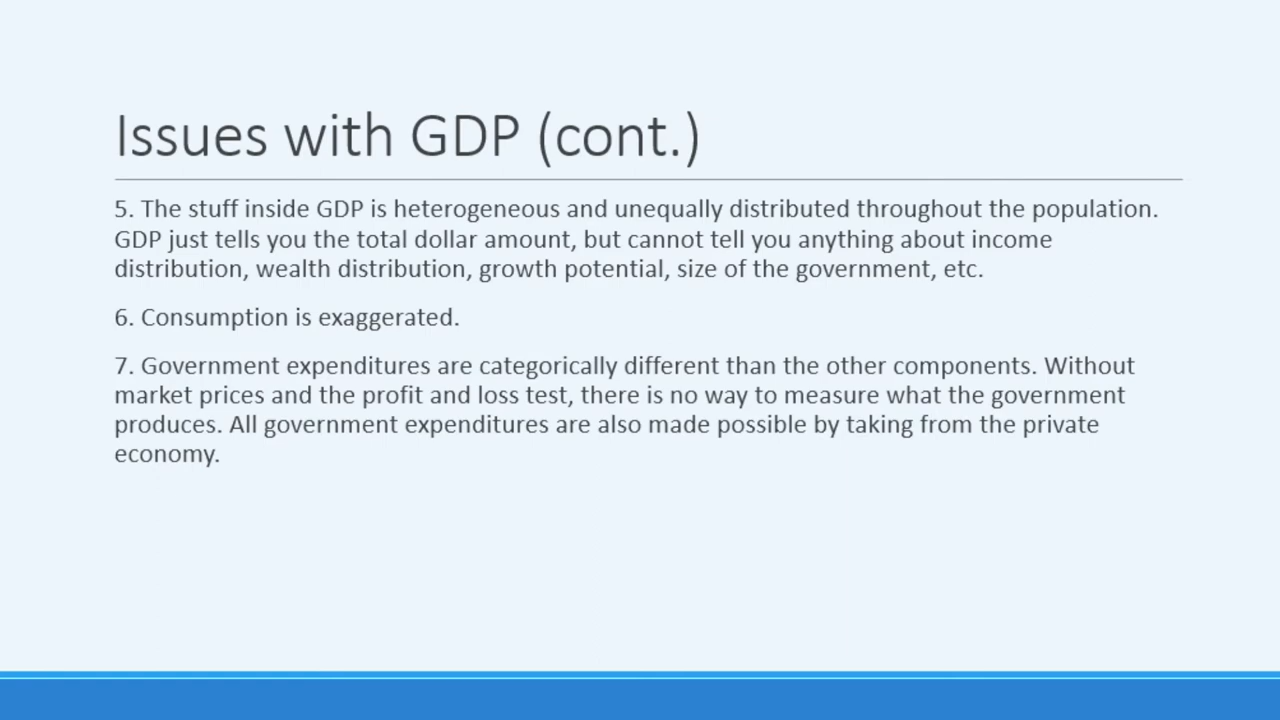 Issues with GDP (cont.)
5. The stuff inside GDP is heterogeneous and unequally distributed throughout the population.
GDP just tells you the total dollar amount, but cannot tell you anything about income
distribution, wealth distribution, growth potential, size of the government, etc.
6. Consumption is exaggerated.
7. Government expenditures are categorically different than the other components. Without
market prices and the profit and loss test, there is no way to measure what the government
produces. All government expenditures are also made possible by taking from the private
economy.